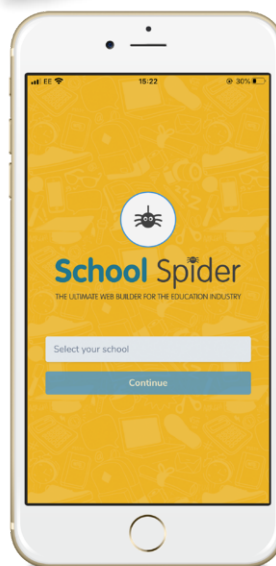 EE 15:22 30%
School Spider
THE ULTIMATE WEB BUILDER FOR THE EDUCATION INDUSTRY
Select your school
Continue